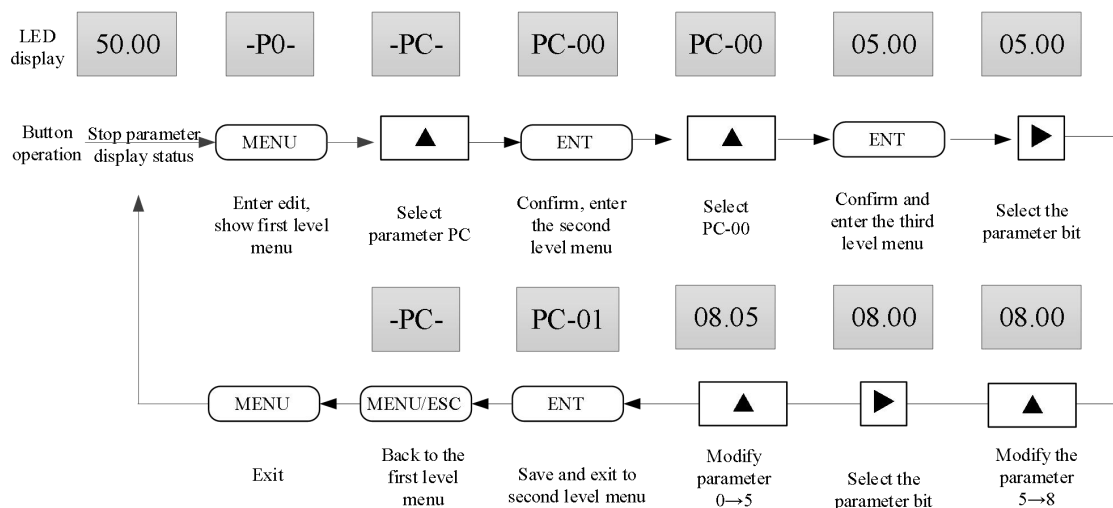 LED
display
50.00
-P0-
-PC-
PC-00
PC-00
05.00
05.00
Button
operation
Stop parameter
display status
MENU
ENT
ENT
Enter edit,
show first level
menu
Select
parameter PC
Confirm, enter
the second
level menu
Select
PC-00
Confirm and
enter the third
level menu
Select the
parameter bit
-PC-
PC-01
08.05
08.00
08.00
MENU
MENU/ESC
ENT
Exit
Back to the
first level
menu
Save and exit to
second level menu
Modify
parameter
0→5
Select the
parameter bit
Modify the
parameter
5→8